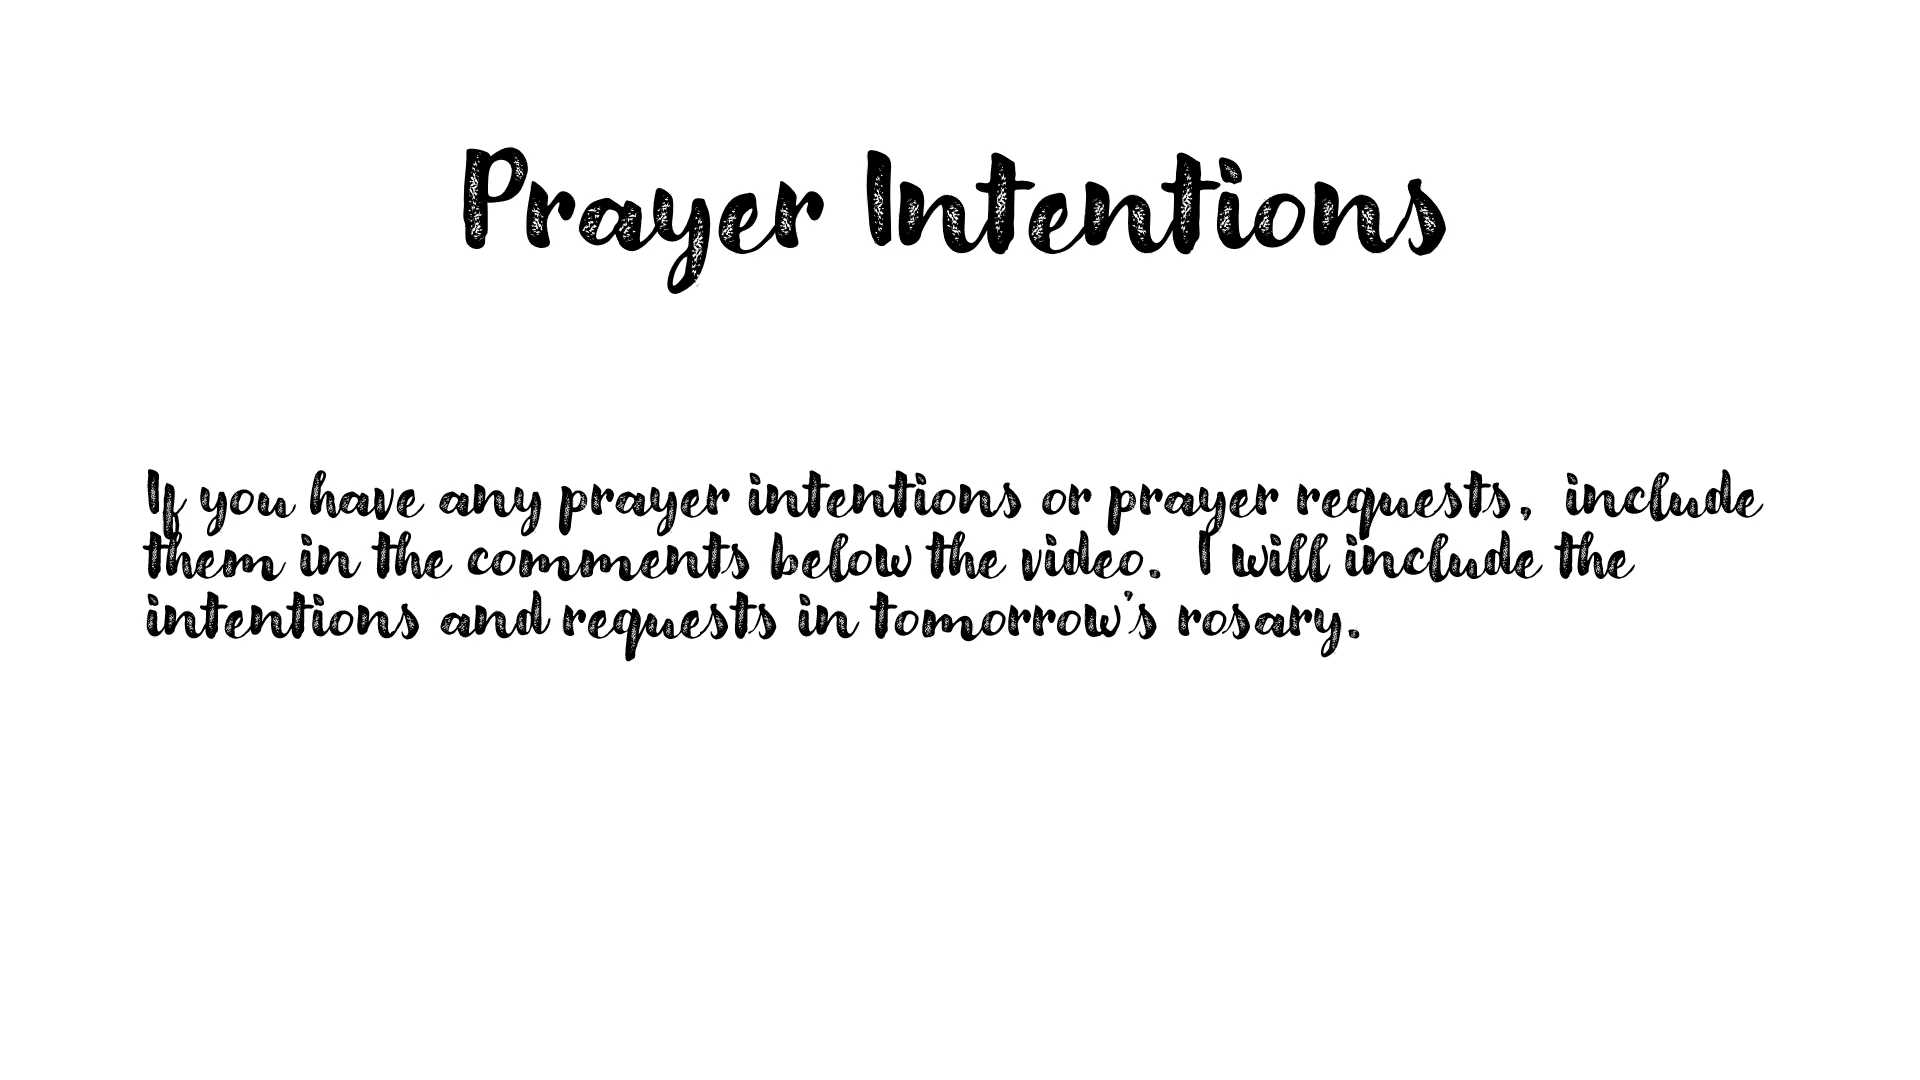 Prayer Intentions
If you have any prayer intentions or prayer requests, include
them in the comments below the video. I will include the
intentions and requests in tomorrow's rosary.